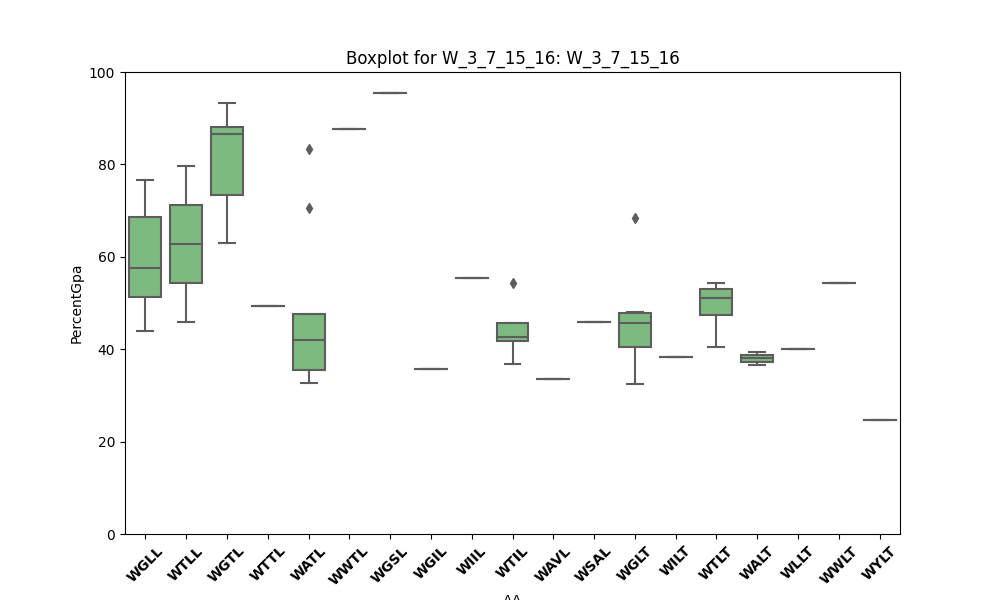 Boxplot for W_3_7_15_16: W_3_7_15_16
100
80
60
40
20
0
PercentGpa
WGLL
WTLL
WGTL
WTTL
WATL
WWTL
WGSL
WGIL
WIIL
WTIL
WAVL
WSAL
WGLT
WILT
WTLT
WALT
WLLT
WWLT
WYLT
AA